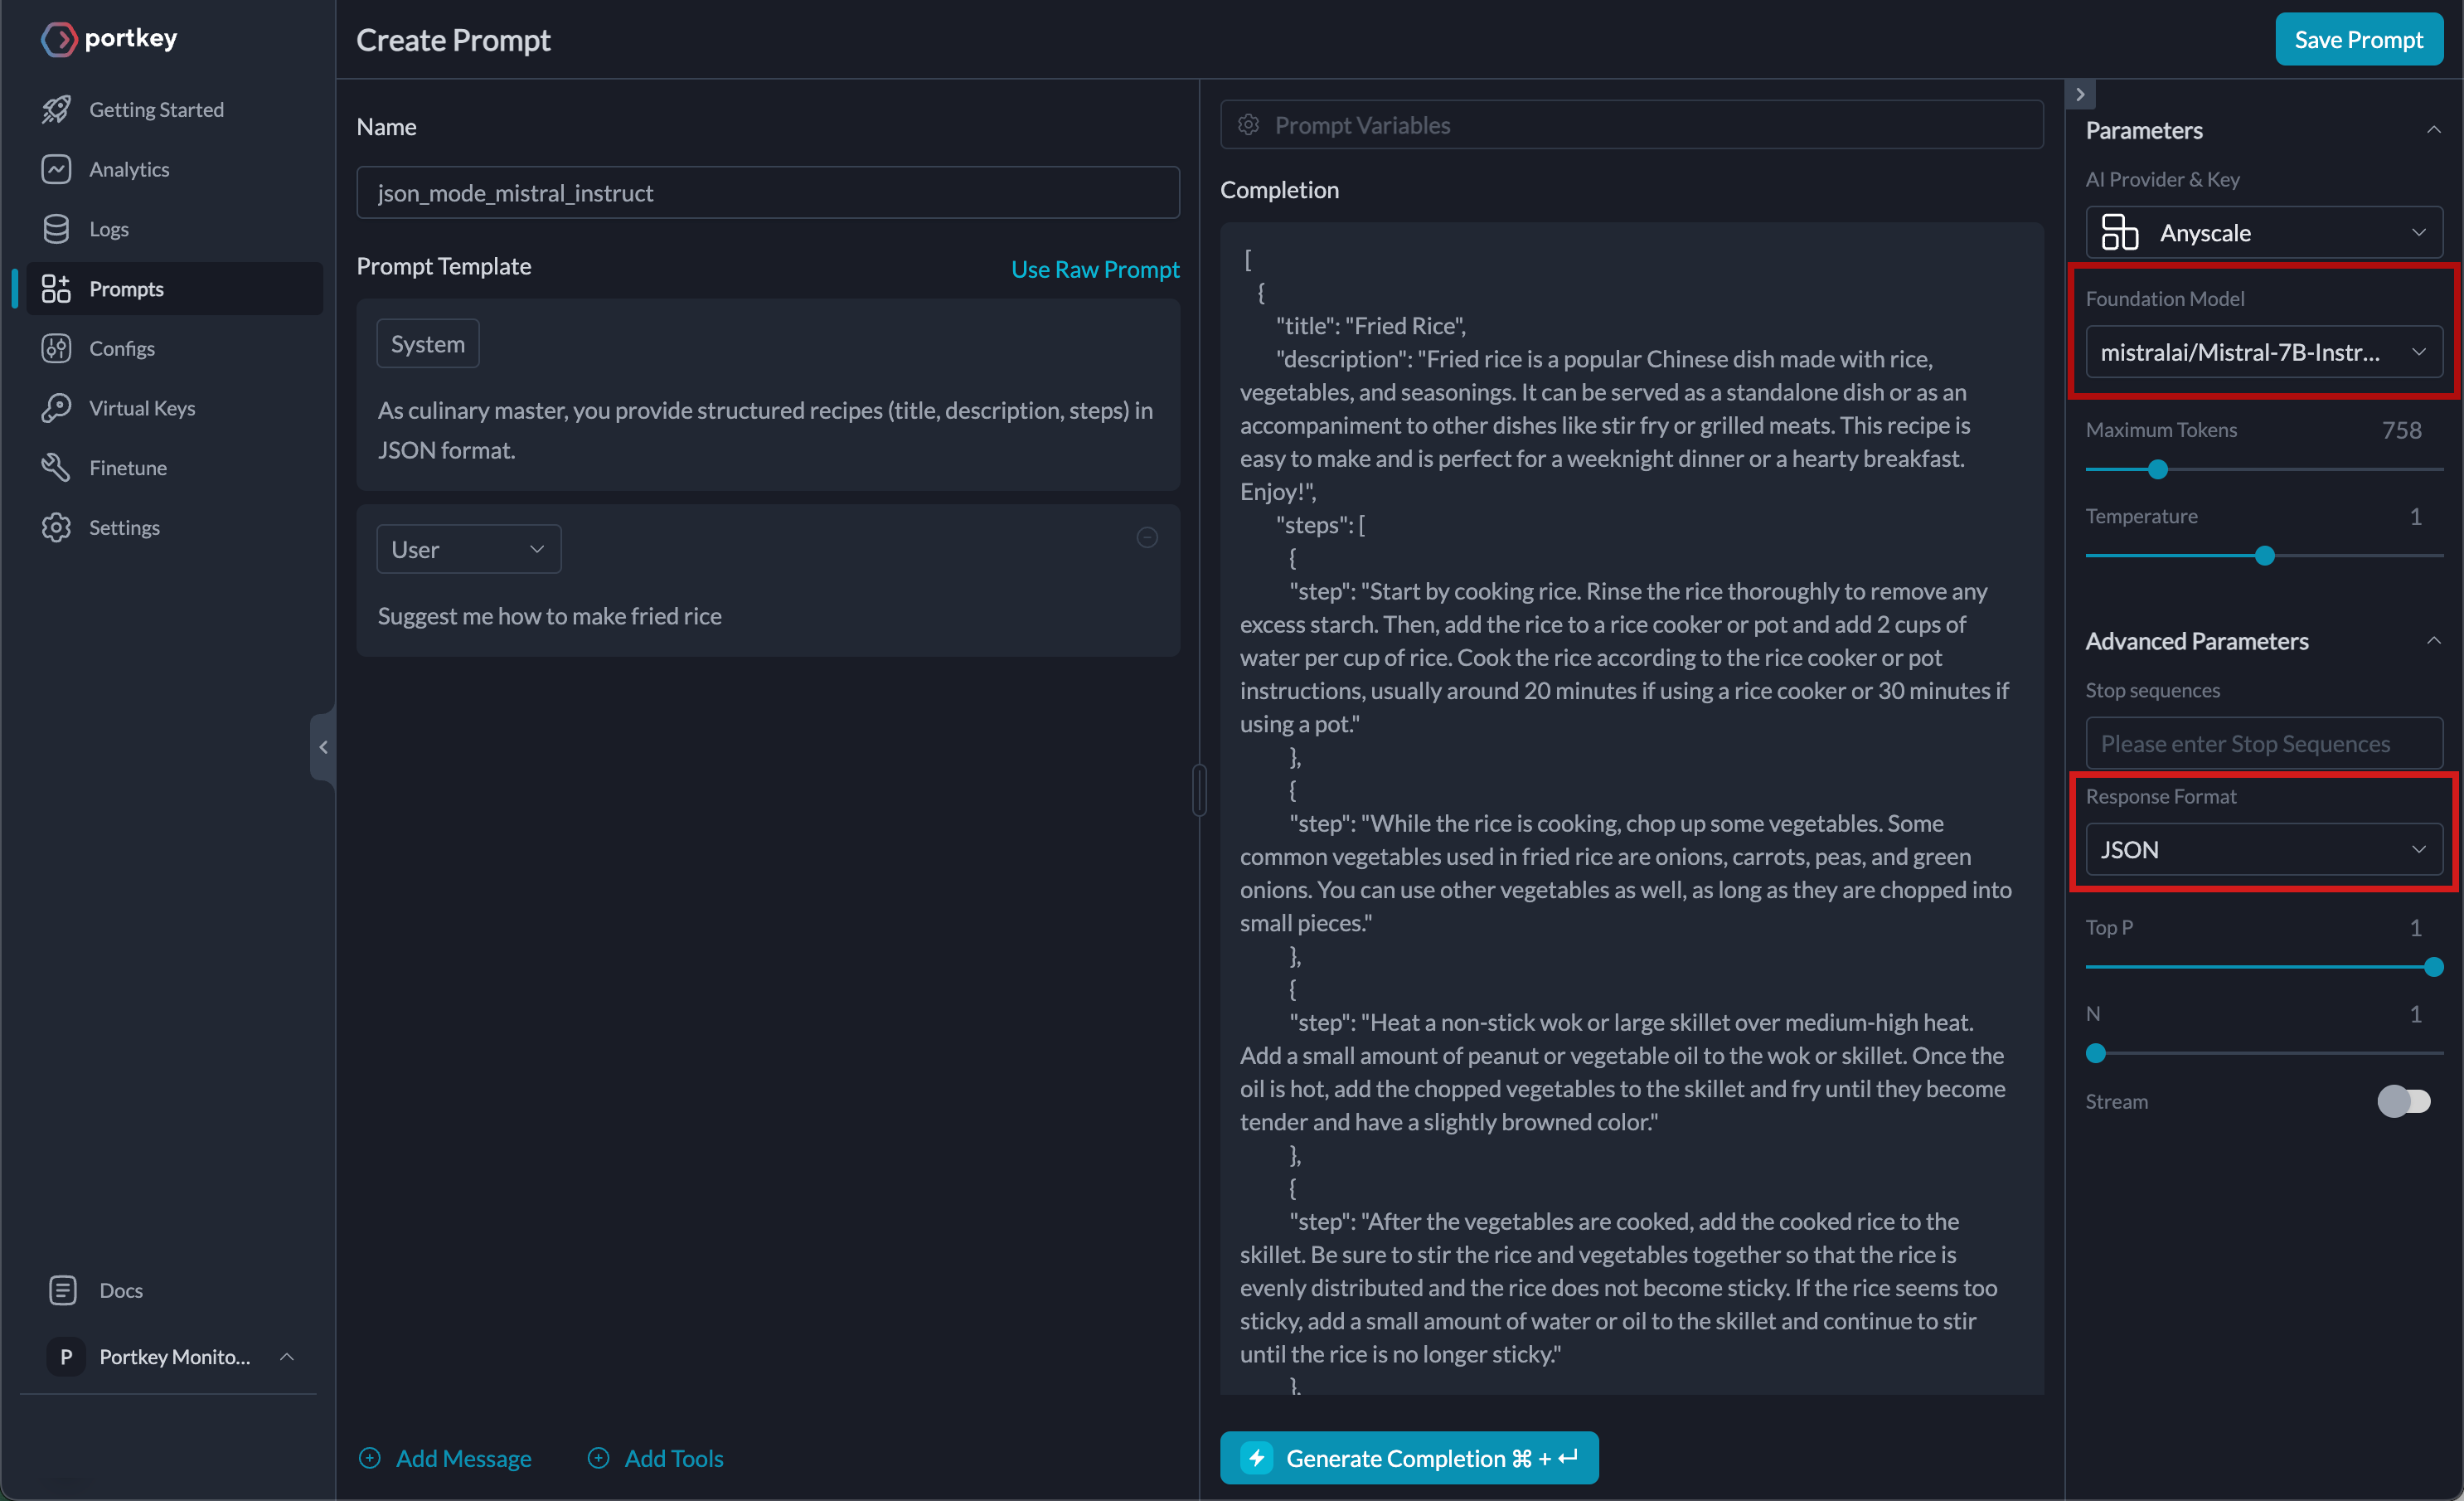 portkey
Getting Started
Analytics
Logs
Prompts
Configs
Virtual Keys
Finetune
Settings
Docs
P Portkey Monito...
Create Prompt
Save Prompt
Name
json_mode_mistral_instruct
Prompt Template
Use Raw Prompt
System
As culinary master, you provide structured recipes (title, description, steps) in
JSON format.
User
Suggest me how to make fried rice
Add Message
Add Tools
Prompt Variables
Completion
[
{
"title": "Fried Rice",
"description": "Fried rice is a popular Chinese dish made with rice,
vegetables, and seasonings. It can be served as a standalone dish or as an
accompaniment to other dishes like stir fry or grilled meats. This recipe is
easy to make and is perfect for a weeknight dinner or a hearty breakfast.
Enjoy!",
"steps": [
{
"step": "Start by cooking rice. Rinse the rice thoroughly to remove any
excess starch. Then, add the rice to a rice cooker or pot and add 2 cups of
water per cup of rice. Cook the rice according to the rice cooker or pot
instructions, usually around 20 minutes if using a rice cooker or 30 minutes if
using a pot."
},
{
"step": "While the rice is cooking, chop up some vegetables. Some
common vegetables used in fried rice are onions, carrots, peas, and green
onions. You can use other vegetables as well, as long as they are chopped into
small pieces."
},
{
"step": "Heat a non-stick wok or large skillet over medium-high heat.
Add a small amount of peanut or vegetable oil to the wok or skillet. Once the
oil is hot, add the chopped vegetables to the skillet and fry until they become
tender and have a slightly browned color."
},
{
"step": "After the vegetables are cooked, add the cooked rice to the
skillet. Be sure to stir the rice and vegetables together so that the rice is
evenly distributed and the rice does not become sticky. If the rice seems too
sticky, add a small amount of water or oil to the skillet and continue to stir
until the rice is no longer sticky."
},
Generate Completion ⌘ + ↵
Parameters
AI Provider & Key
Anyscale
Foundation Model
mistralai/Mistral-7B-Instr...
Maximum Tokens 758
Temperature 1
Advanced Parameters
Stop sequences
Please enter Stop Sequences
Response Format
JSON
Top P 1
N 1
Stream